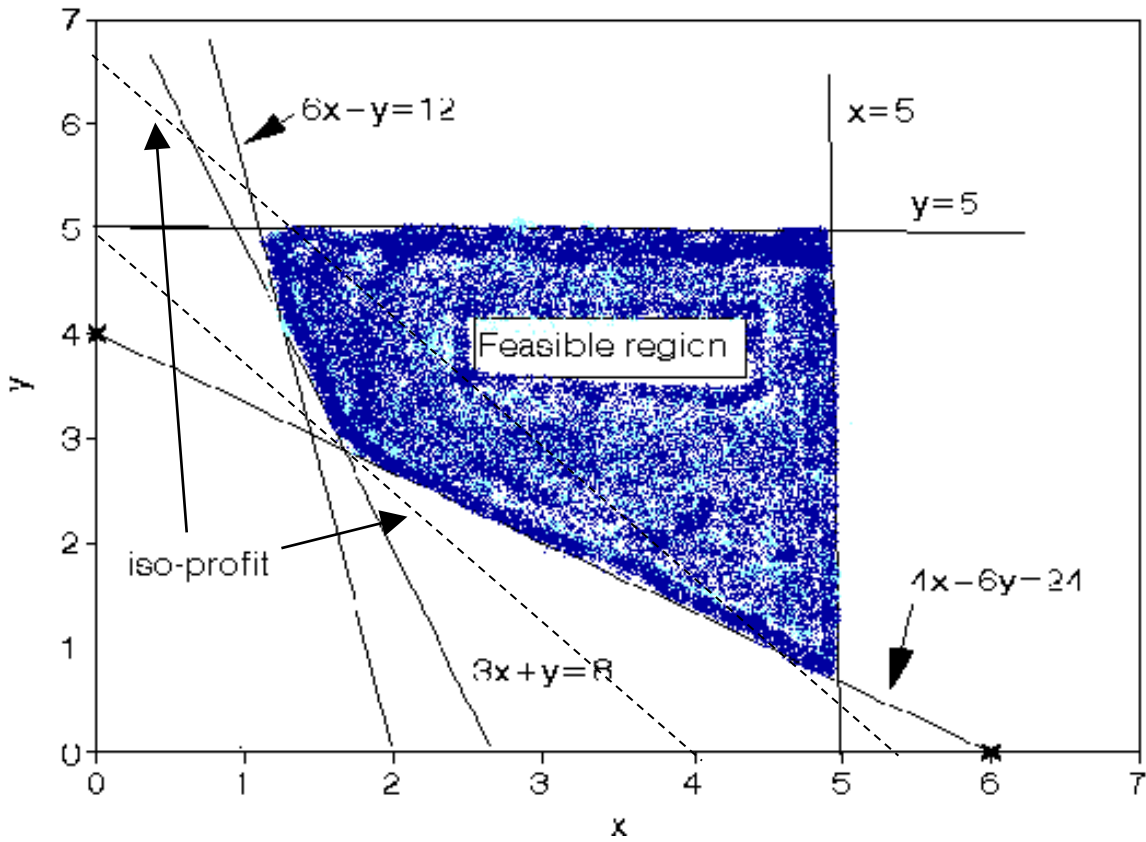 7
6
5
4
3
2
1
0
y
6x−y=12
x=5
y=5
Feasible region
iso-profit
3x+y=8
4x−6y=24
0 1 2 3 4 5 6 7
x